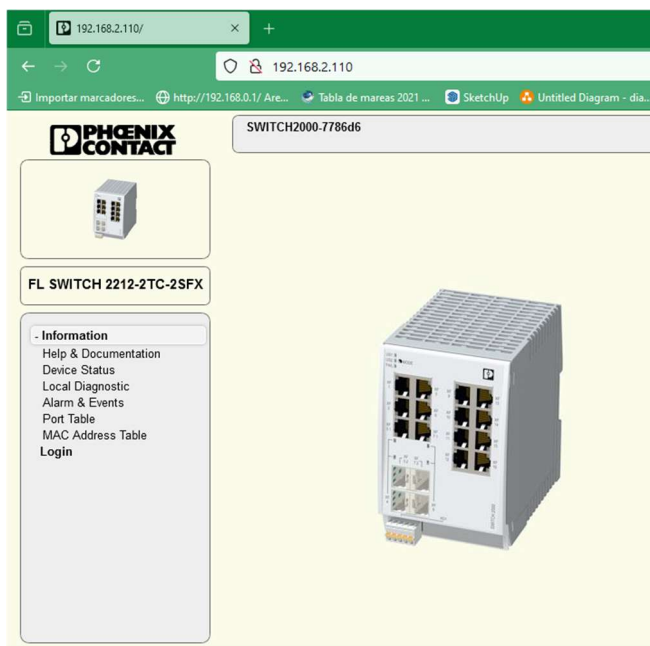 192.168.2.110/
192.168.2.110
Importar marcadores... http://192.168.0.1/ Are... Tabla de mareas 2021 ... SketchUp Untitled Diagram - dia...
PHŒNIX
CONTACT
SWITCH2000-7786d6
FL SWITCH 2212-2TC-2SFX
- Information
Help & Documentation
Device Status
Local Diagnostic
Alarm & Events
Port Table
MAC Address Table
Login